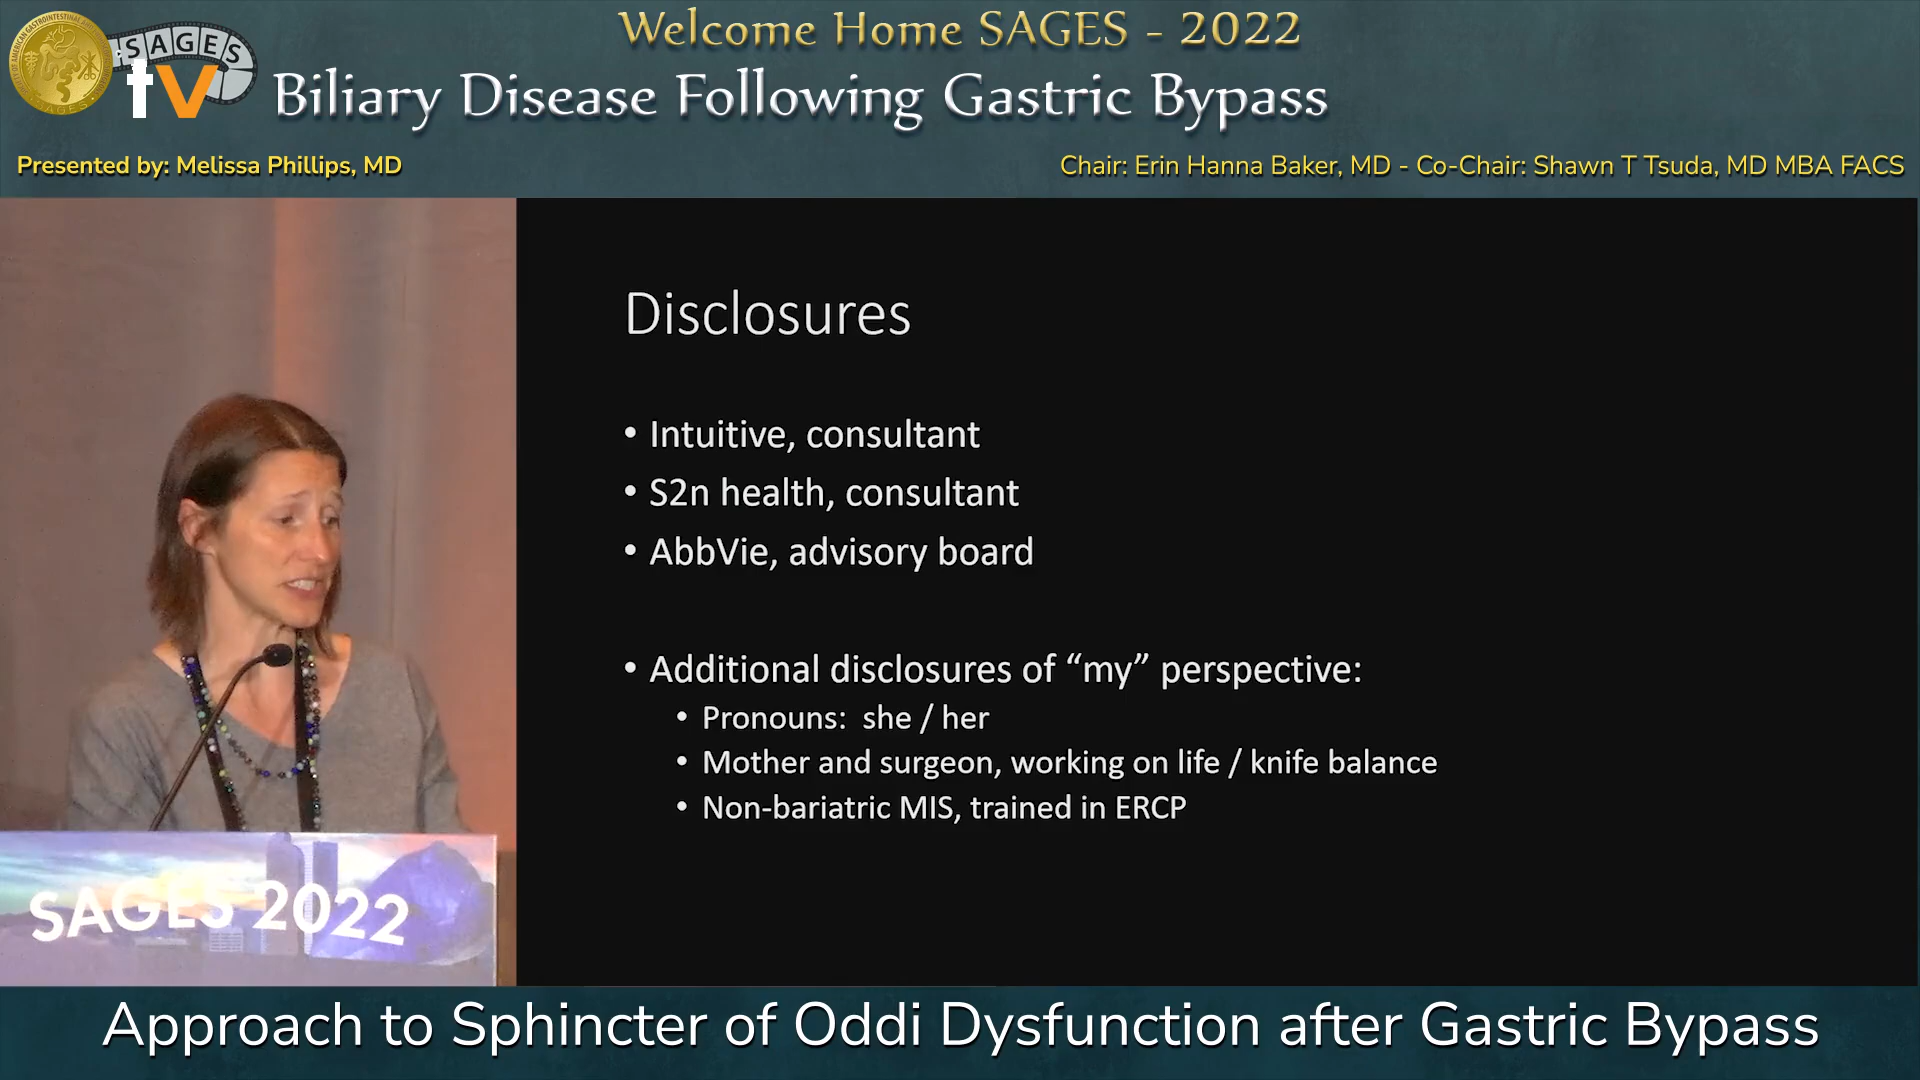 Welcome Home SAGES - 2022
SAGES
tv
Biliary Disease Following Gastric Bypass
Presented by: Melissa Phillips, MD
Chair: Erin Hanna Baker, MD - Co-Chair: Shawn T Tsuda, MD MBA FACS
Disclosures
• Intuitive, consultant
• S2n health, consultant
• AbbVie, advisory board
• Additional disclosures of “my” perspective:
• Pronouns: she / her
• Mother and surgeon, working on life / knife balance
• Non-bariatric MIS, trained in ERCP
SAGES 2022
Approach to Sphincter of Oddi Dysfunction after Gastric Bypass